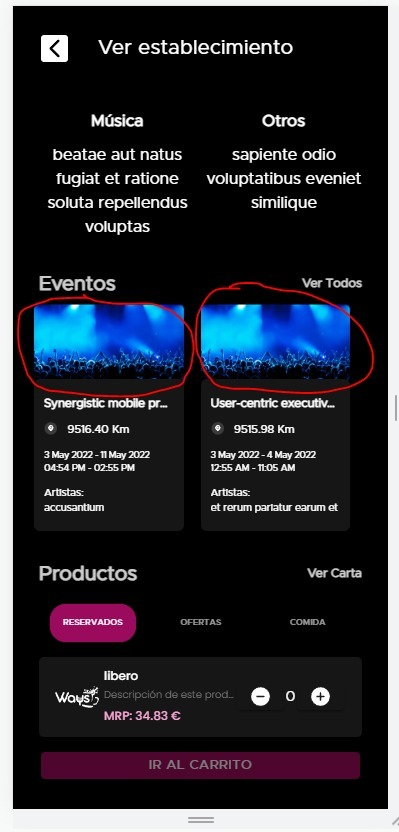 Ver establecimiento
Música
Otros
beatae aut natus
fugiat et ratione
soluta repellendus
voluptas
sapiente odio
voluptatibus eveniet
similique
Eventos
Ver Todos
Synergistic mobile pr...
9516.40 Km
3 May 2022 - 11 May 2022
04:54 PM - 02:55 PM
Artistas:
accusantium
User-centric executiv...
9515.98 Km
3 May 2022 - 4 May 2022
12:55 AM - 11:05 AM
Artistas:
et rerum pariatur earum et
Productos
Ver Carta
RESERVADOS
OFERTAS
COMIDA
Ways
libero
Descripción de este prod...
MRP: 34.83 €
0
IR AL CARRITO